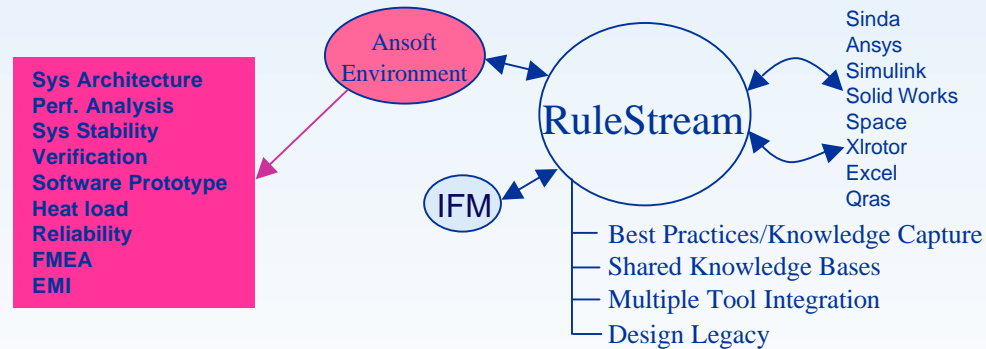 Sys Architecture
Perf. Analysis
Sys Stability
Verification
Software Prototype
Heat load
Reliability
FMEA
EMI
Ansoft
Environment
IFM
RuleStream
Sinda
Ansys
Simulink
Solid Works
Space
Xlrotor
Excel
Qras
Best Practices/Knowledge Capture
Shared Knowledge Bases
Multiple Tool Integration
Design Legacy